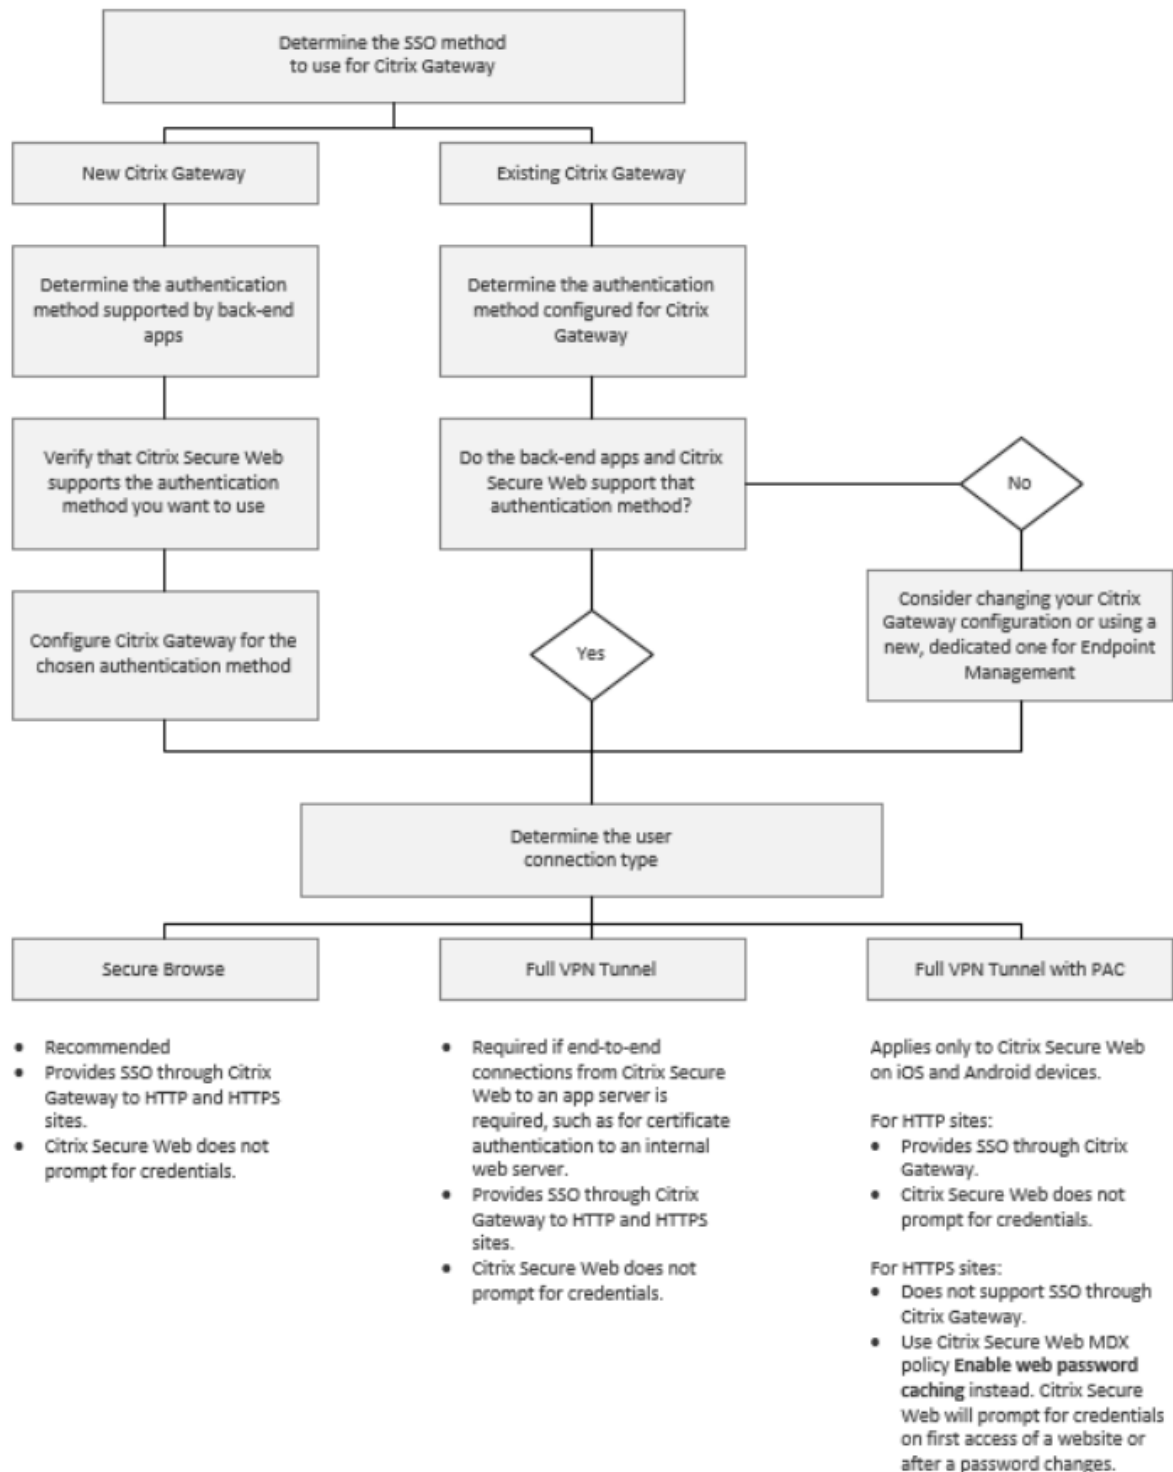 Determine the SSO method
to use for Citrix Gateway
New Citrix Gateway
Existing Citrix Gateway
Determine the authentication
method supported by back-end
apps
Determine the authentication
method configured for Citrix
Gateway
Verify that Citrix Secure Web
supports the authentication
method you want to use
Do the back-end apps and Citrix
Secure Web support that
authentication method?
No
Configure Citrix Gateway for the
chosen authentication method
Yes
Consider changing your Citrix
Gateway configuration or using a
new, dedicated one for Endpoint
Management
Determine the user
connection type
Secure Browse
Full VPN Tunnel
Full VPN Tunnel with PAC
• Recommended
• Provides SSO through Citrix
Gateway to HTTP and HTTPS
sites.
• Citrix Secure Web does not
prompt for credentials.
• Required if end-to-end
connections from Citrix Secure
Web to an app server is
required, such as for certificate
authentication to an internal
web server.
• Provides SSO through Citrix
Gateway to HTTP and HTTPS
sites.
• Citrix Secure Web does not
prompt for credentials.
Applies only to Citrix Secure Web
on iOS and Android devices.
For HTTP sites:
• Provides SSO through Citrix
Gateway.
• Citrix Secure Web does not
prompt for credentials.
For HTTPS sites:
• Does not support SSO through
Citrix Gateway.
• Use Citrix Secure Web MDX
policy Enable web password
caching instead. Citrix Secure
Web will prompt for credentials
on first access of a website or
after a password changes.